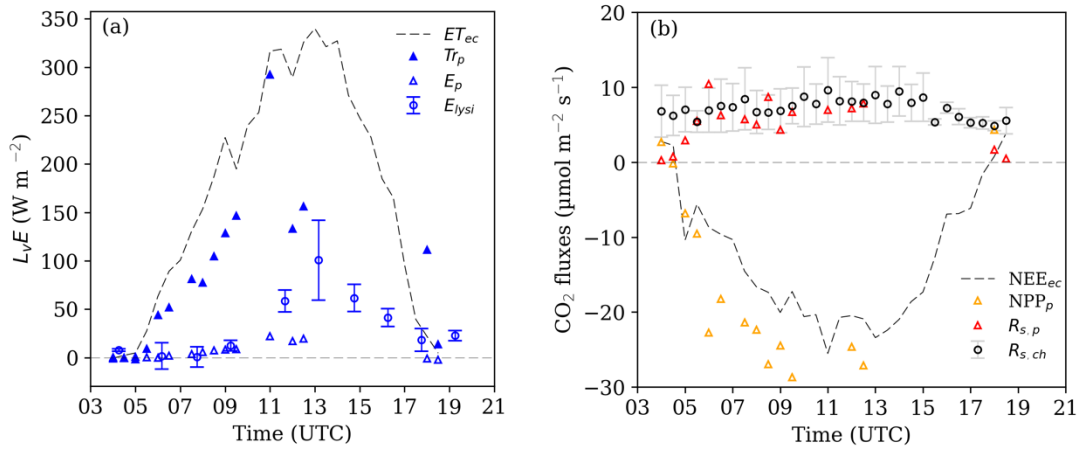 (a)
350
300
250
200
150
100
50
0
L_vE (W m⁻²)
ET_ec
Tr_p
E_p
E_lysi
03 05 07 09 11 13 15 17 19 21
Time (UTC)
(b)
20
10
0
−10
−20
−30
CO₂ fluxes (μmol m⁻² s⁻¹)
NEE_ec
NPP_p
R_s,p
R_s,ch
03 05 07 09 11 13 15 17 19 21
Time (UTC)